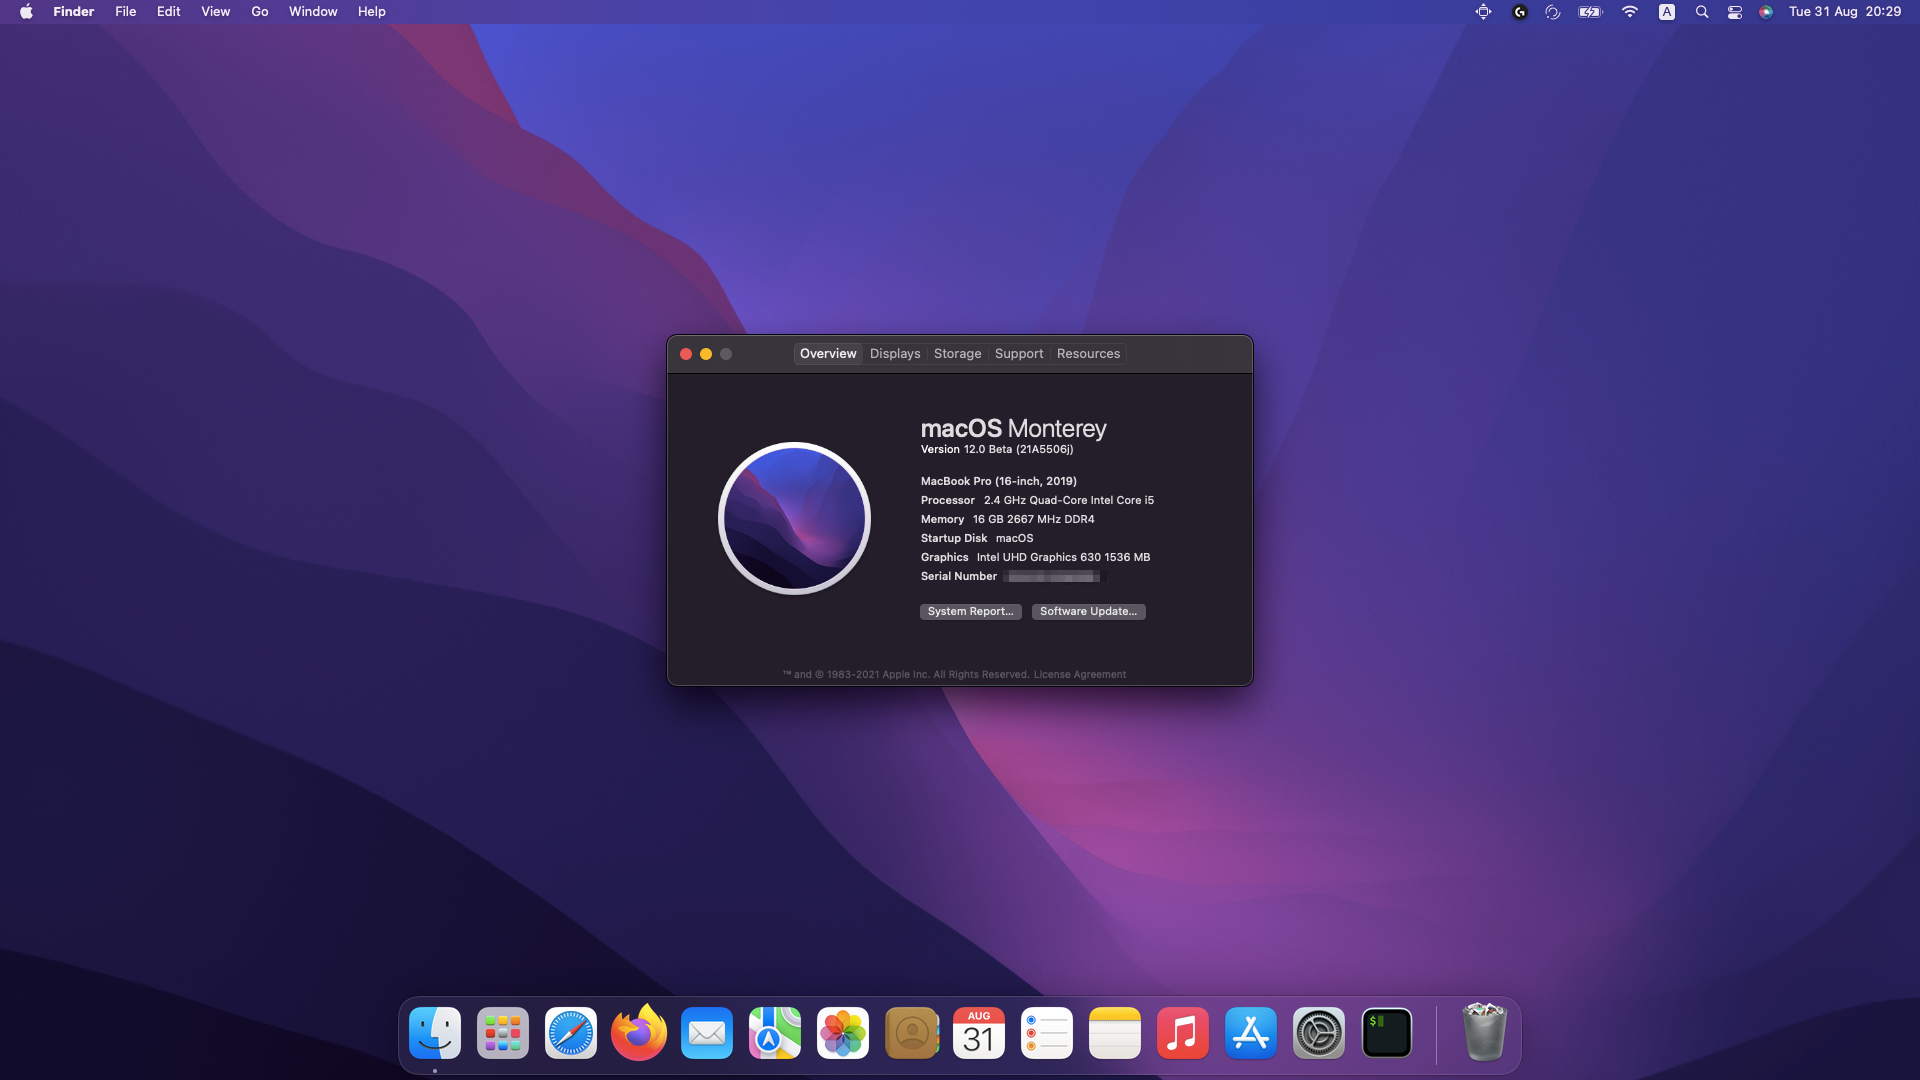 Finder File Edit View Go Window Help
A Tue 31 Aug 20:29
Overview Displays Storage Support Resources
macOS Monterey
Version 12.0 Beta (21A5506j)
MacBook Pro (16-inch, 2019)
Processor 2.4 GHz Quad-Core Intel Core i5
Memory 16 GB 2667 MHz DDR4
Startup Disk macOS
Graphics Intel UHD Graphics 630 1536 MB
Serial Number
System Report... Software Update...
™ and © 1983-2021 Apple Inc. All Rights Reserved. License Agreement
AUG
31
$